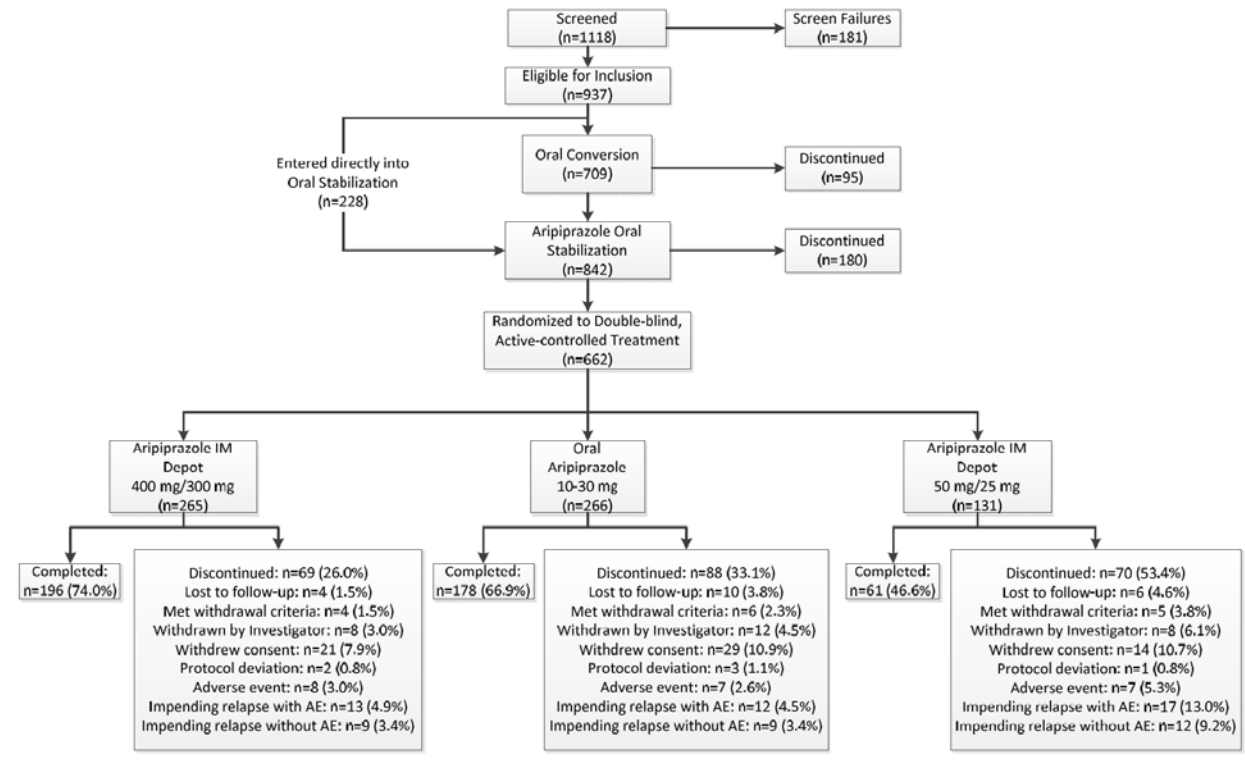 Screened
(n=1118)
Screen Failures
(n=181)
Eligible for Inclusion
(n=937)
Entered directly into
Oral Stabilization
(n=228)
Oral Conversion
(n=709)
Discontinued
(n=95)
Aripiprazole Oral
Stabilization
(n=842)
Discontinued
(n=180)
Randomized to Double-blind,
Active-controlled Treatment
(n=662)
Aripiprazole IM
Depot
400 mg/300 mg
(n=265)
Oral
Aripiprazole
10-30 mg
(n=266)
Aripiprazole IM
Depot
50 mg/25 mg
(n=131)
Completed:
n=196 (74.0%)
Discontinued: n=69 (26.0%)
Lost to follow-up: n=4 (1.5%)
Met withdrawal criteria: n=4 (1.5%)
Withdrawn by Investigator: n=8 (3.0%)
Withdrew consent: n=21 (7.9%)
Protocol deviation: n=2 (0.8%)
Adverse event: n=8 (3.0%)
Impending relapse with AE: n=13 (4.9%)
Impending relapse without AE: n=9 (3.4%)
Completed:
n=178 (66.9%)
Discontinued: n=88 (33.1%)
Lost to follow-up: n=10 (3.8%)
Met withdrawal criteria: n=6 (2.3%)
Withdrawn by Investigator: n=12 (4.5%)
Withdrew consent: n=29 (10.9%)
Protocol deviation: n=3 (1.1%)
Adverse event: n=7 (2.6%)
Impending relapse with AE: n=12 (4.5%)
Impending relapse without AE: n=9 (3.4%)
Completed:
n=61 (46.6%)
Discontinued: n=70 (53.4%)
Lost to follow-up: n=6 (4.6%)
Met withdrawal criteria: n=5 (3.8%)
Withdrawn by Investigator: n=8 (6.1%)
Withdrew consent: n=14 (10.7%)
Protocol deviation: n=1 (0.8%)
Adverse event: n=7 (5.3%)
Impending relapse with AE: n=17 (13.0%)
Impending relapse without AE: n=12 (9.2%)